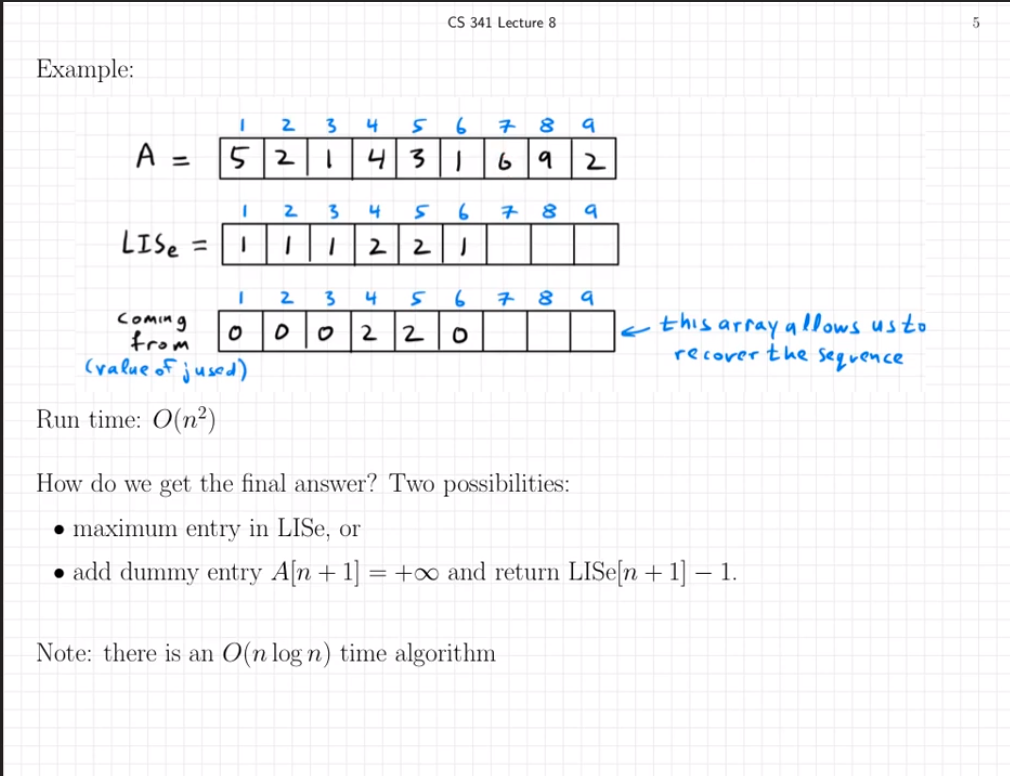 CS 341 Lecture 8 5
Example:
1 2 3 4 5 6 7 8 9
A = 5 2 1 4 3 1 6 9 2
1 2 3 4 5 6 7 8 9
LISe = 1 1 1 2 2 1
1 2 3 4 5 6 7 8 9
coming from 0 0 0 2 2 0
(value of j used)
this array allows us to
recover the sequence
Run time: O(n²)
How do we get the final answer? Two possibilities:
• maximum entry in LISe, or
• add dummy entry A[n + 1] = +∞ and return LISe[n + 1] − 1.
Note: there is an O(n log n) time algorithm